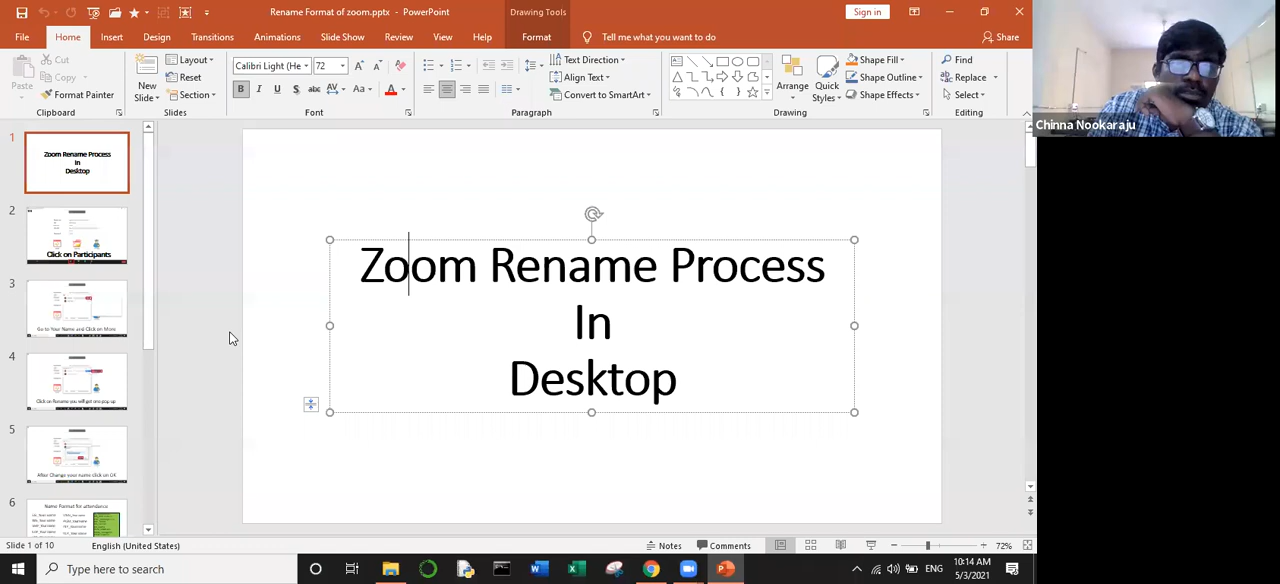 Rename Format of zoom.pptx - PowerPoint
Drawing Tools
Sign in
File Home Insert Design Transitions Animations Slide Show Review View Help Format Tell me what you want to do Share
Paste
Cut
Copy
Format Painter
Clipboard
New
Slide
Layout
Reset
Section
Slides
Calibri Light (He 72
B I U S abc AV Aa A
Font
Text Direction
Align Text
Convert to SmartArt
Paragraph
Arrange
Quick
Styles
Shape Fill
Shape Outline
Shape Effects
Drawing
Find
Replace
Select
Editing
Chinna Nookaraju
1
Zoom Rename Process
In
Desktop
2
Click on Participants
3
Go to Your Name and Click on More
4
Click on Rename you will get one pop up
5
After Change your name click on OK
6
Name Format for attendance
Zoom Rename Process
In
Desktop
Slide 1 of 10 English (United States) Notes Comments 72%
Type here to search
ENG
10:14 AM
5/3/2021